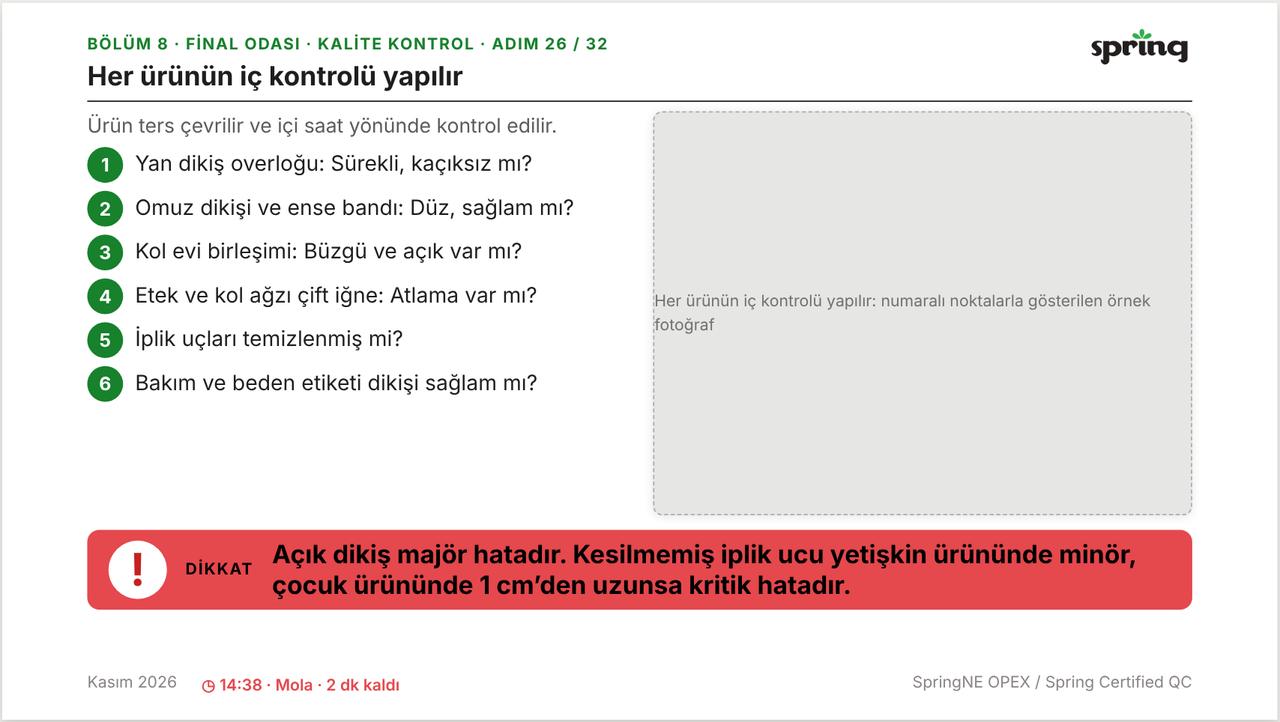 BÖLÜM 8 · FİNAL ODASI · KALİTE KONTROL · ADIM 26 / 32
spring
Her ürünün iç kontrolü yapılır
Ürün ters çevrilir ve içi saat yönünde kontrol edilir.
1 Yan dikiş overloğu: Sürekli, kaçıksız mı?
2 Omuz dikişi ve ense bandı: Düz, sağlam mı?
3 Kol evi birleşimi: Büzgü ve açık var mı?
4 Etek ve kol ağzı çift iğne: Atlama var mı?
5 İplik uçları temizlenmiş mi?
6 Bakım ve beden etiketi dikişi sağlam mı?
Her ürünün iç kontrolü yapılır: numaralı noktalarla gösterilen örnek
fotoğraf
! DİKKAT
Açık dikiş majör hatadır. Kesilmemiş iplik ucu yetişkin ürününde minör,
çocuk ürününde 1 cm’den uzunsa kritik hatadır.
Kasım 2026
◷ 14:38 · Mola · 2 dk kaldı
SpringNE OPEX / Spring Certified QC